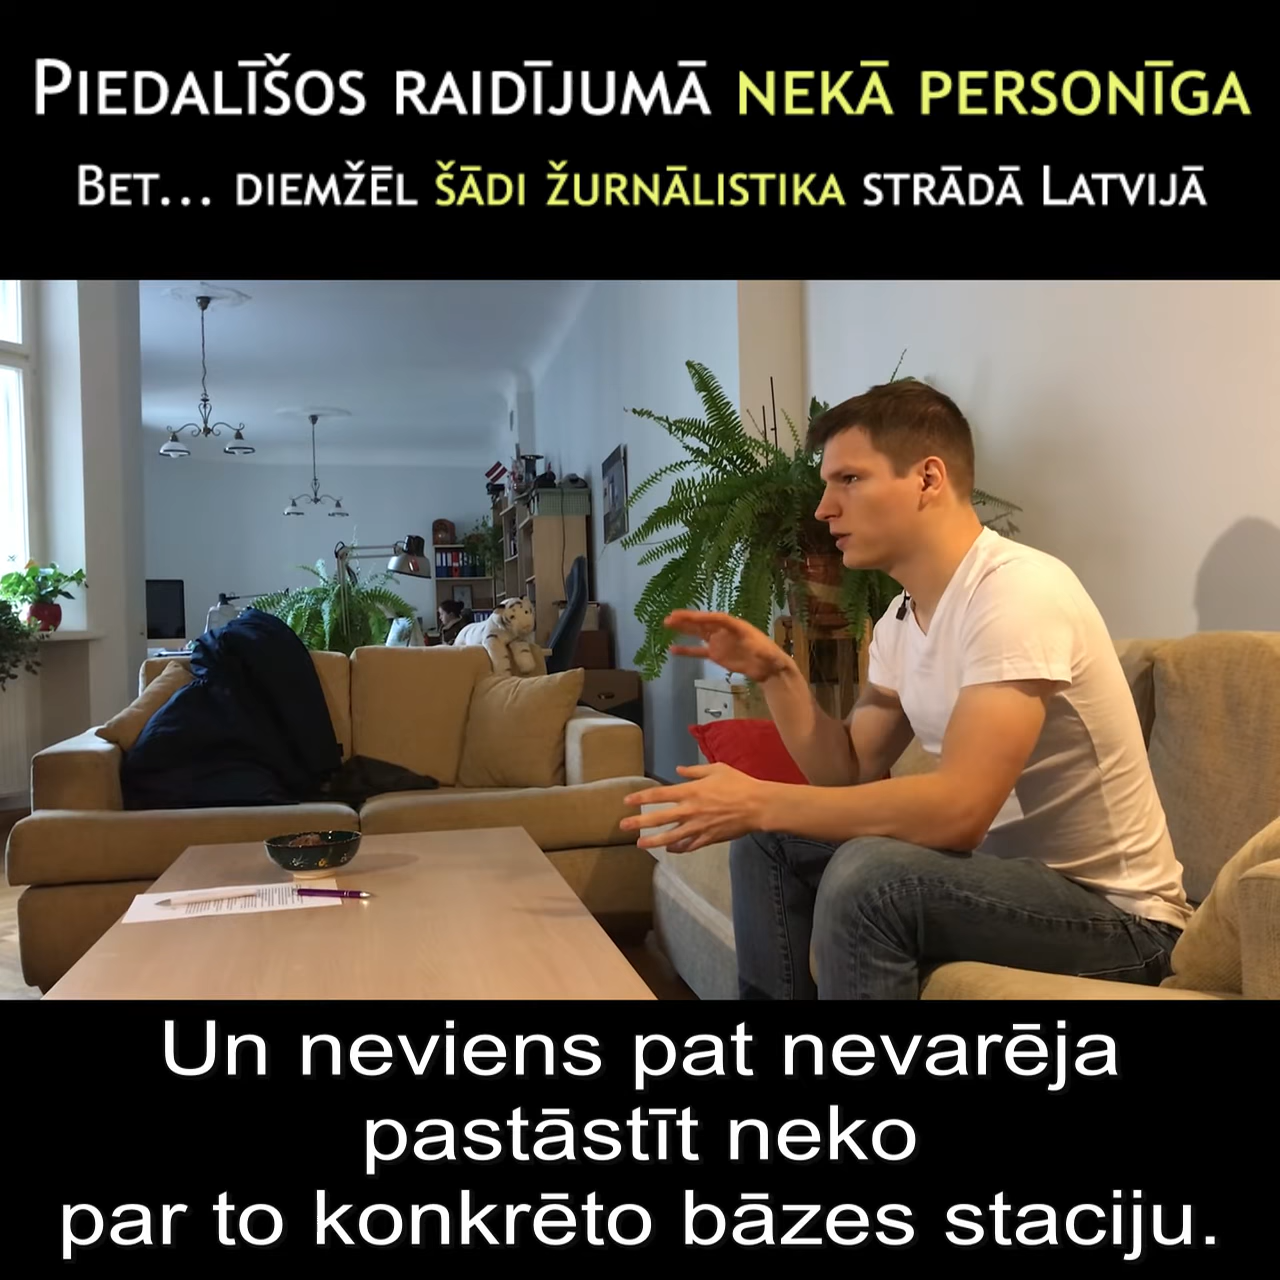 PIEDALĪŠOS RAIDĪJUMĀ NEKĀ PERSONĪGA
BET... DIEMŽĒL ŠĀDI ŽURNĀLISTIKA STRĀDĀ LATVIJĀ
Un neviens pat nevarēja
pastāstīt neko
par to konkrēto bāzes staciju.